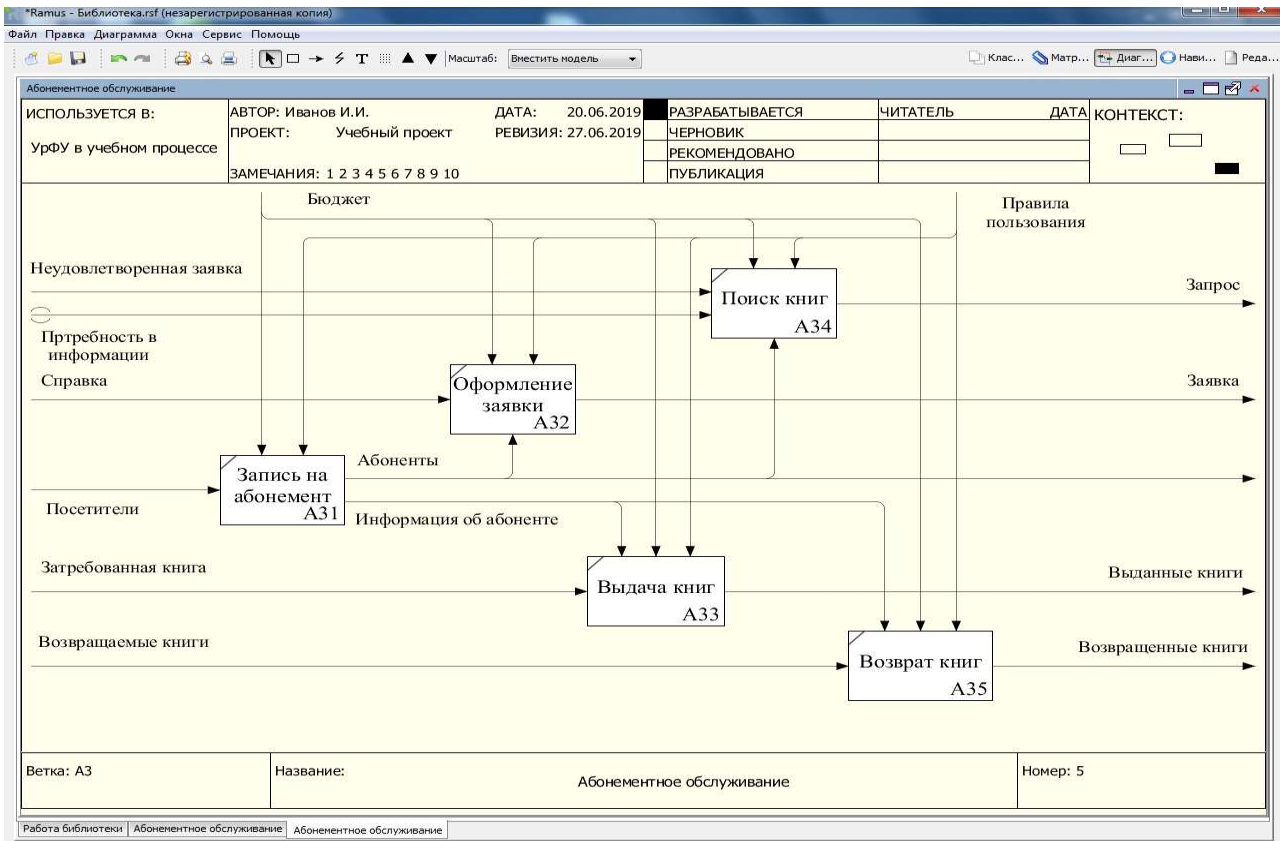 *Ramus - Библиотека.rsf (незарегистрированная копия)
Файл Правка Диаграмма Окна Сервис Помощь
T Масштаб: Вместить модель Клас... Матр... Диаг... Нави... Реда...
Абонементное обслуживание
ИСПОЛЬЗУЕТСЯ В:
УрФУ в учебном процессе
АВТОР: Иванов И.И. ДАТА: 20.06.2019
ПРОЕКТ: Учебный проект РЕВИЗИЯ: 27.06.2019
ЗАМЕЧАНИЯ: 1 2 3 4 5 6 7 8 9 10
РАЗРАБАТЫВАЕТСЯ
ЧЕРНОВИК
РЕКОМЕНДОВАНО
ПУБЛИКАЦИЯ
ЧИТАТЕЛЬ ДАТА
КОНТЕКСТ:
Бюджет
Правила
пользования
Неудовлетворенная заявка
Запрос
Поиск книг
A34
Пртребность в
информации
Справка
Оформление
заявки
A32
Заявка
Абоненты
Запись на
абонемент
A31
Посетители
Информация об абоненте
Затребованная книга
Выдача книг
A33
Выданные книги
Возвращаемые книги
Возврат книг
A35
Возвращенные книги
Ветка: A3
Название:
Абонементное обслуживание
Номер: 5
Работа библиотеки Абонементное обслуживание Абонементное обслуживание